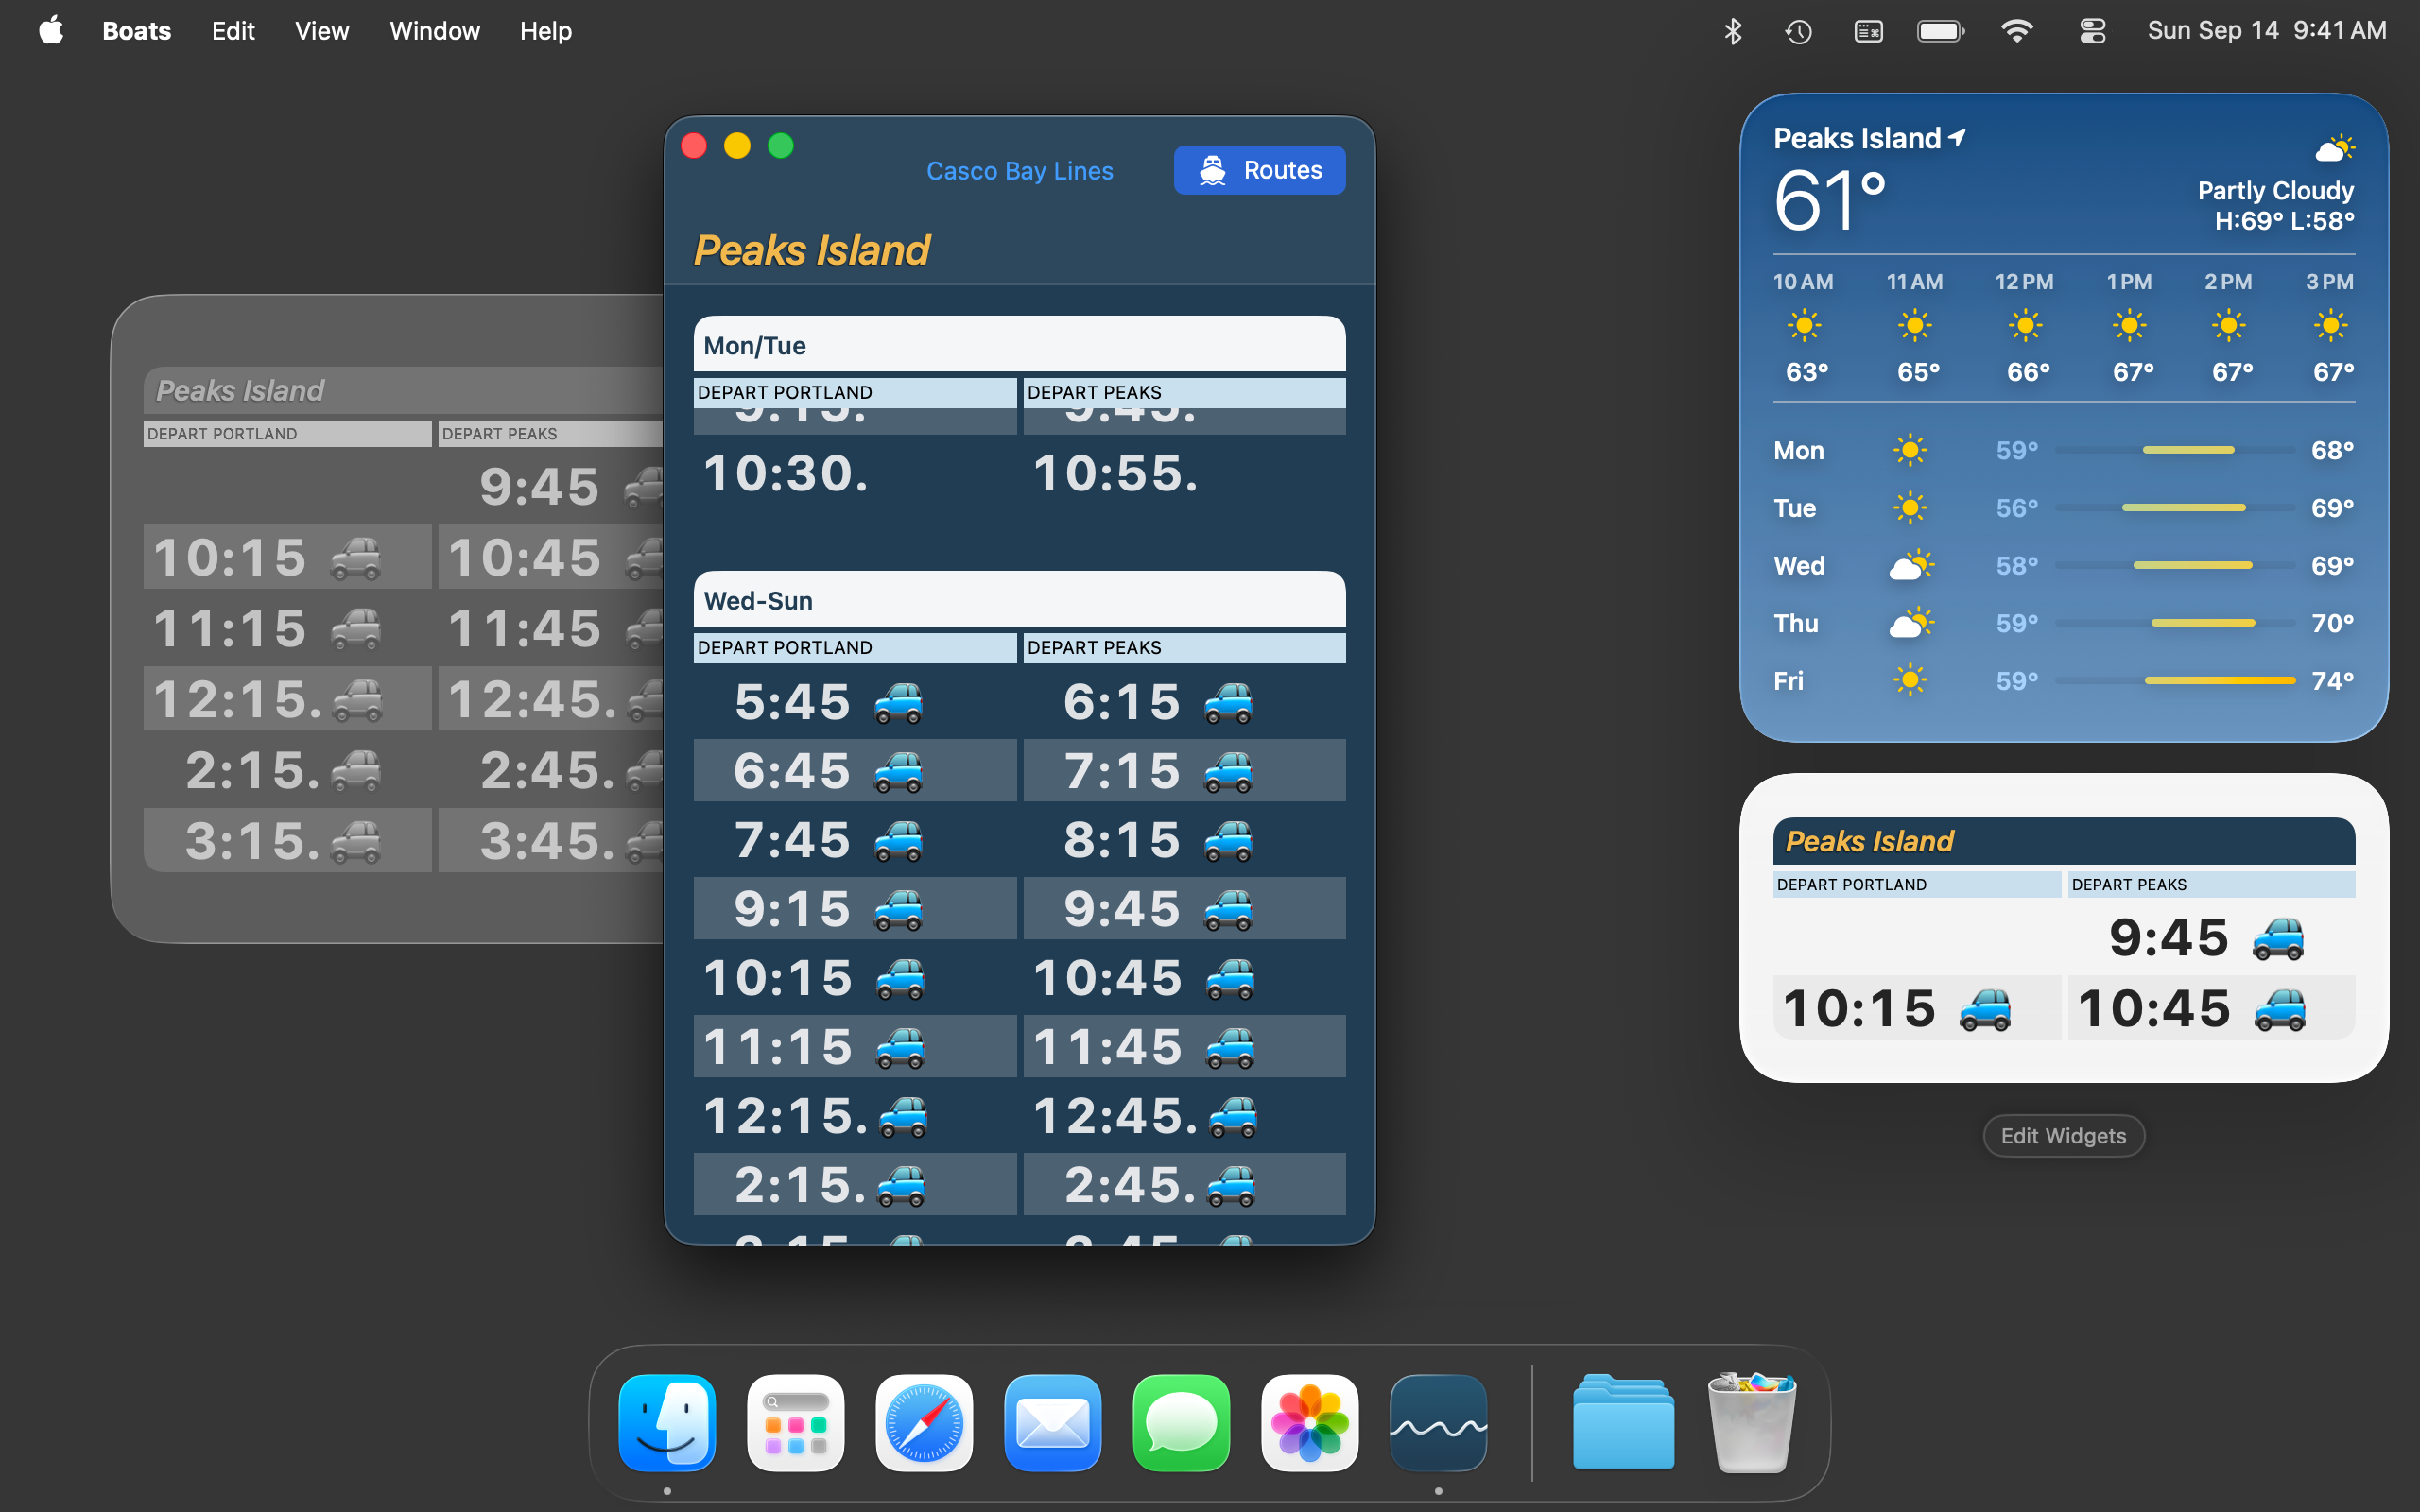 Boats Edit View Window Help Sun Sep 14 9:41 AM
Peaks Island
DEPART PORTLAND DEPART PEAKS
9:45
10:15 10:45
11:15 11:45
12:15. 12:45.
2:15. 2:45.
3:15. 3:45.
Casco Bay Lines Routes
Peaks Island
Mon/Tue
DEPART PORTLAND DEPART PEAKS
9:15. 9:45.
10:30. 10:55.
Wed-Sun
DEPART PORTLAND DEPART PEAKS
5:45 6:15
6:45 7:15
7:45 8:15
9:15 9:45
10:15 10:45
11:15 11:45
12:15. 12:45.
2:15. 2:45.
Peaks Island
61°
Partly Cloudy
H:69° L:58°
10 AM 11 AM 12 PM 1 PM 2 PM 3 PM
63° 65° 66° 67° 67° 67°
Mon 59° 68°
Tue 56° 69°
Wed 58° 69°
Thu 59° 70°
Fri 59° 74°
Peaks Island
DEPART PORTLAND DEPART PEAKS
9:45
10:15 10:45
Edit Widgets